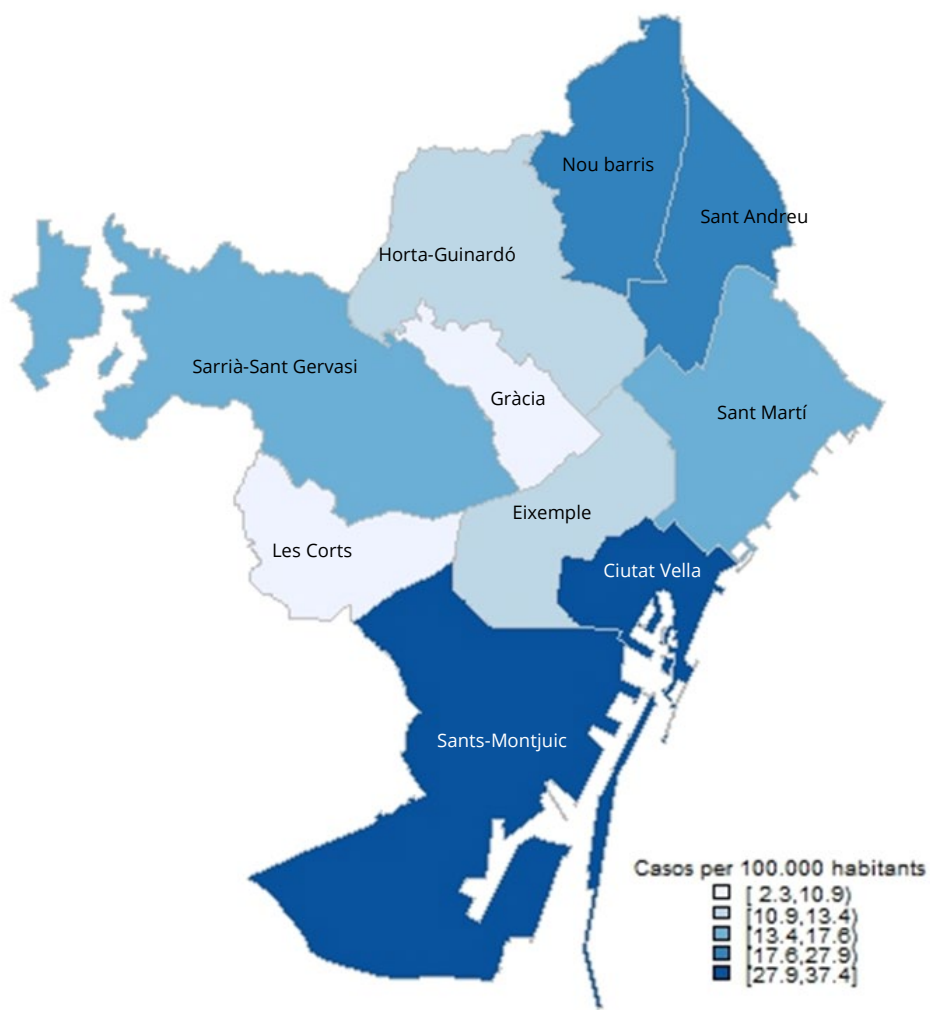 Nou barris
Sant Andreu
Horta-Guinardó
Sarrià-Sant Gervasi
Gràcia
Sant Martí
Eixemple
Les Corts
Ciutat Vella
Sants-Montjuic
Casos per 100.000 habitants
[ 2.3,10.9)
[10.9,13.4)
[13.4,17.6)
[17.6,27.9)
[27.9,37.4]